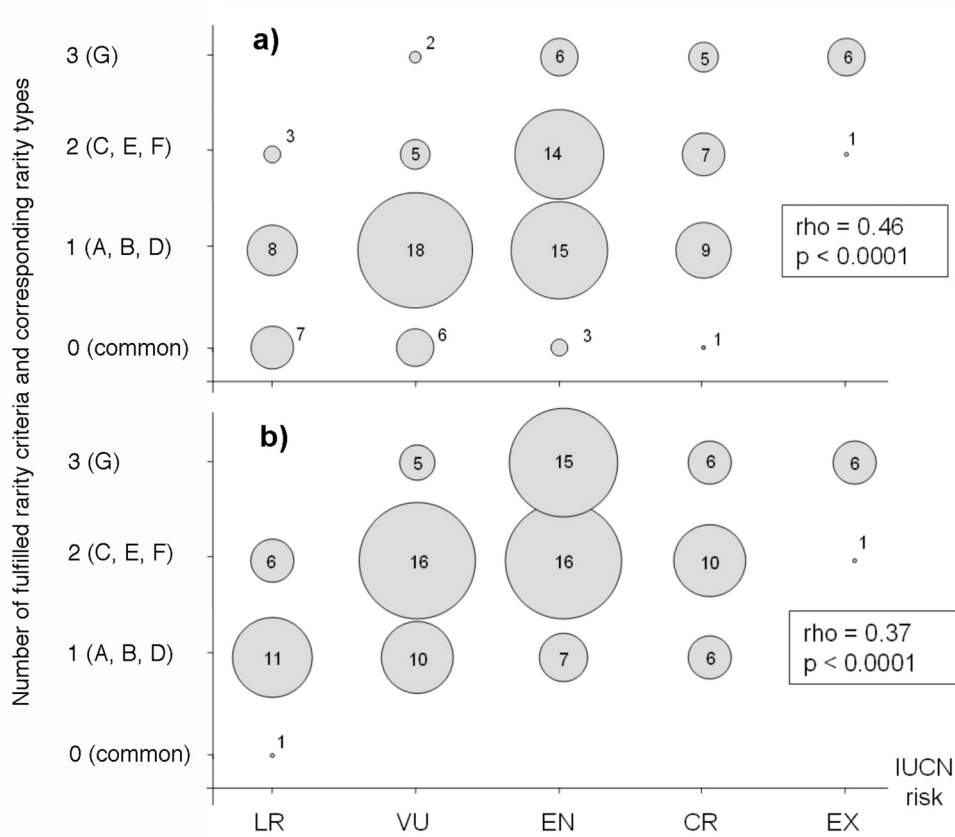 Number of fulfilled rarity criteria and corresponding rarity types
a)
3 (G)
2
6
5
6
2 (C, E, F)
3
5
14
7
1
1 (A, B, D)
8
18
15
9
rho = 0.46
p < 0.0001
0 (common)
7
6
3
1
b)
3 (G)
5
15
6
6
2 (C, E, F)
6
16
16
10
1
1 (A, B, D)
11
10
7
6
rho = 0.37
p < 0.0001
0 (common)
1
IUCN
risk
LR
VU
EN
CR
EX